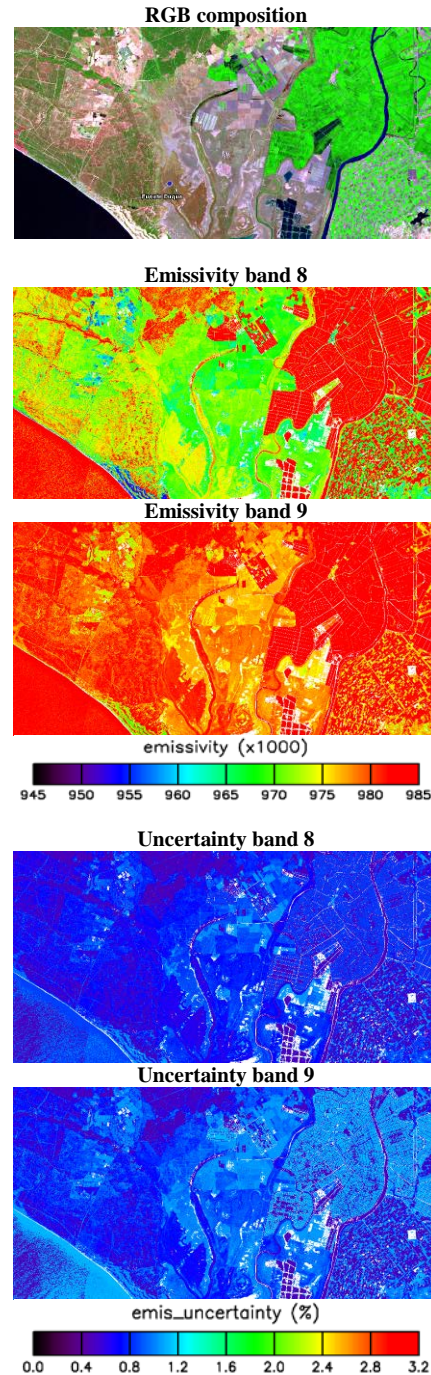 RGB composition
Fuente Duque
Emissivity band 8
Emissivity band 9
emissivity (x1000)
945 950 955 960 965 970 975 980 985
Uncertainty band 8
Uncertainty band 9
emis_uncertainty (%)
0.0 0.4 0.8 1.2 1.6 2.0 2.4 2.8 3.2